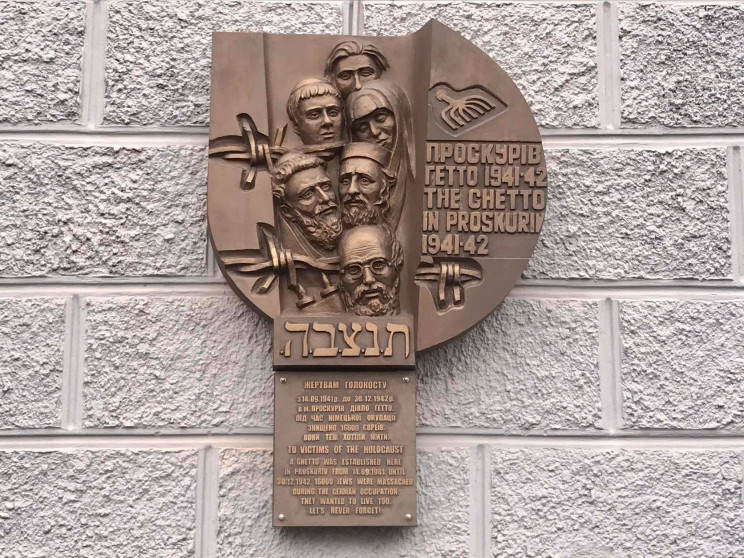 ПРОСКУРІВ
ГЕТТО 1941-42
THE GHETTO
IN PROSKURIV
1941-42
ת.נ.צ.ב.ה.
ЖЕРТВАМ ГОЛОКОСТУ
З 14.09.1941р. ДО 30.12.1942р.
В М. ПРОСКУРІВ ДІЯЛО ГЕТТО.
ПІД ЧАС НІМЕЦЬКОЇ ОКУПАЦІЇ
ЗНИЩЕНО 16000 ЄВРЕЇВ.
ВОНИ ТЕЖ ХОТІЛИ ЖИТИ.
TO VICTIMS OF THE HOLOCAUST
A GHETTO WAS ESTABLISHED HERE
IN PROSKURIV FROM 14.09.1941. UNTIL
30.12.1942. 16000 JEWS WERE MASSACRED
DURING THE GERMAN OCCUPATION.
THEY WANTED TO LIVE TOO.
LET'S NEVER FORGET!